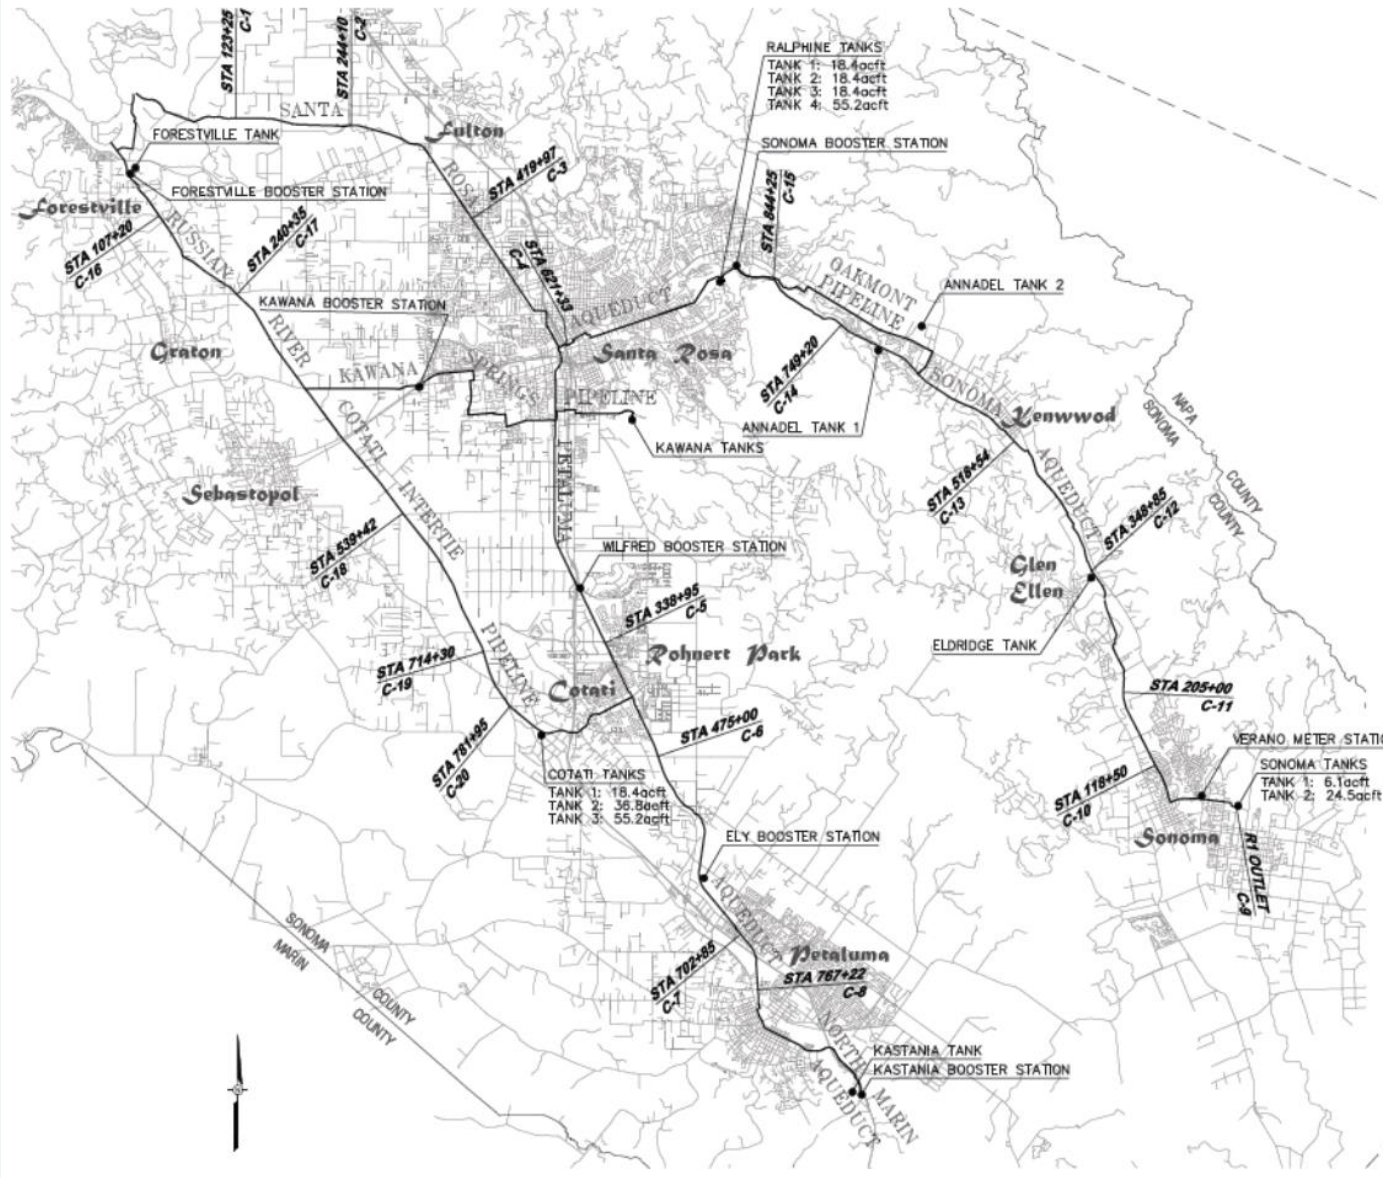 STA 123+25
C-1
STA 244+10
C-2
RALPHINE TANKS
TANK 1: 18.4acft
TANK 2: 18.4acft
TANK 3: 18.4acft
TANK 4: 55.2acft
SANTA
Fulton
FORESTVILLE TANK
SONOMA BOOSTER STATION
ROSA
STA 419+97
C-3
STA 844+25
C-15
FORESTVILLE BOOSTER STATION
Forestville
RUSSIAN
STA 107+20
C-16
STA 240+35
C-17
STA 621+33
C-4
OAKMONT
PIPELINE
ANNADEL TANK 2
KAWANA BOOSTER STATION
AQUEDUCT
RIVER
Graton
Santa Rosa
KAWANA
SPRINGS
PIPELINE
STA 749+20
C-14
SONOMA
Kenwwod
NAPA
SONOMA
COUNTY
COUNTY
ANNADEL TANK 1
KAWANA TANKS
COTATI
PETALUMA
AQUEDUCT
Sebastopol
INTERTIE
STA 518+54
C-13
STA 348+85
C-12
STA 539+42
C-18
WILFRED BOOSTER STATION
Glen
Ellen
STA 338+95
C-5
ELDRIDGE TANK
PIPELINE
Rohnert Park
STA 714+30
C-19
Cotati
STA 205+00
C-11
STA 475+00
C-6
STA 781+95
C-20
VERANO METER STATIO
SONOMA TANKS
TANK 1: 6.1acft
TANK 2: 24.5acft
COTATI TANKS
TANK 1: 18.4acft
TANK 2: 36.8acft
TANK 3: 55.2acft
STA 118+50
C-10
Sonoma
ELY BOOSTER STATION
R1 OUTLET
C-9
AQUEDUCT
SONOMA
MARIN
COUNTY
COUNTY
Petaluma
STA 702+85
C-7
STA 767+22
C-8
NORTH
KASTANIA TANK
KASTANIA BOOSTER STATION
MARIN
AQUEDUCT